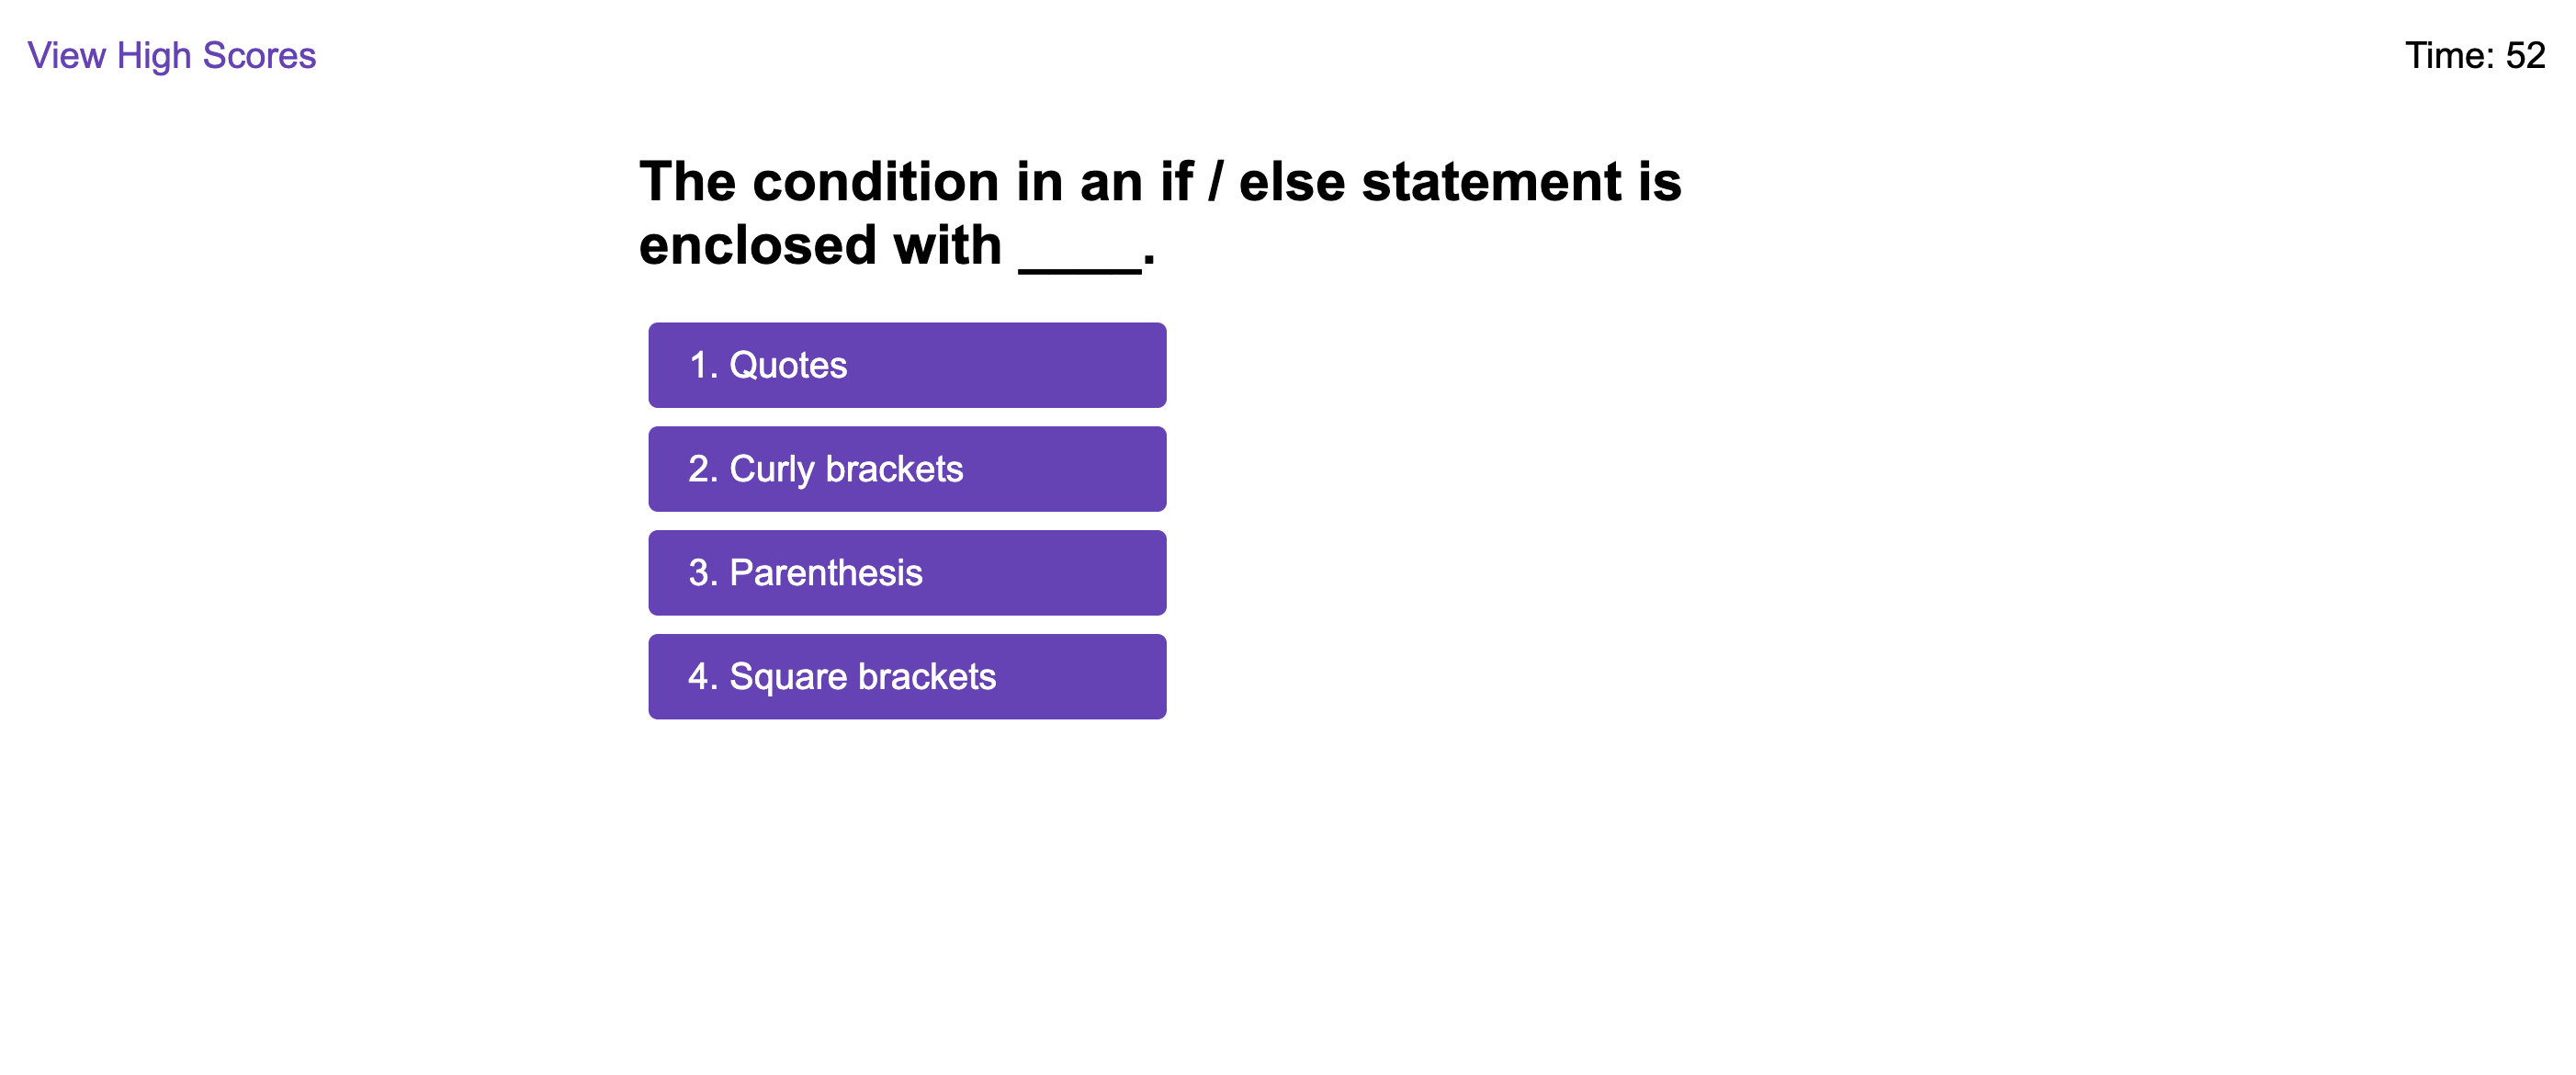 View High Scores
Time: 52
The condition in an if / else statement is
enclosed with ____.
1. Quotes
2. Curly brackets
3. Parenthesis
4. Square brackets